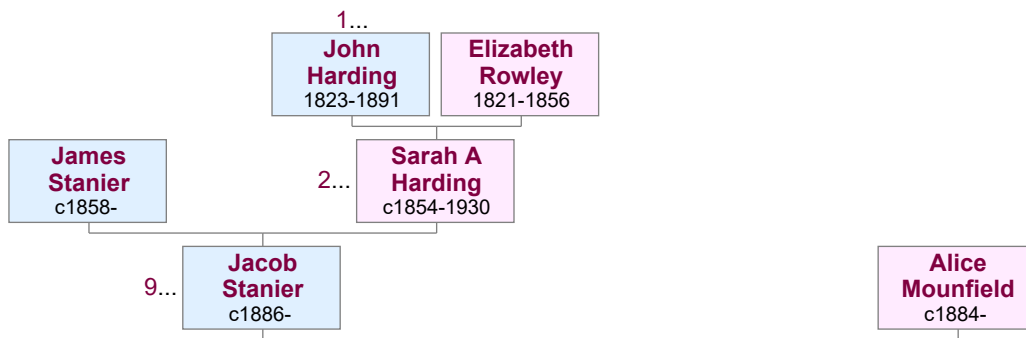 1...
John
Harding
1823-1891
Elizabeth
Rowley
1821-1856
James
Stanier
c1858-
2...
Sarah A
Harding
c1854-1930
9...
Jacob
Stanier
c1886-
Alice
Mounfield
c1884-